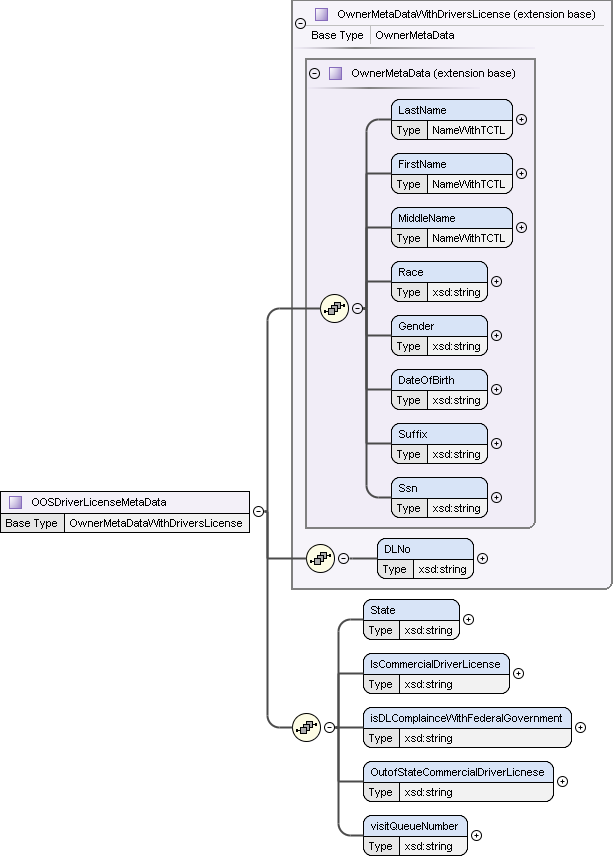 OwnerMetaDataWithDriversLicense (extension base)
Base Type OwnerMetaData
OwnerMetaData (extension base)
LastName
Type NameWithTCTL
FirstName
Type NameWithTCTL
MiddleName
Type NameWithTCTL
Race
Type xsd:string
Gender
Type xsd:string
DateOfBirth
Type xsd:string
Suffix
Type xsd:string
Ssn
Type xsd:string
OOSDriverLicenseMetaData
Base Type OwnerMetaDataWithDriversLicense
DLNo
Type xsd:string
State
Type xsd:string
IsCommercialDriverLicense
Type xsd:string
isDLComplainceWithFederalGovernment
Type xsd:string
OutofStateCommercialDriverLicnese
Type xsd:string
visitQueueNumber
Type xsd:string